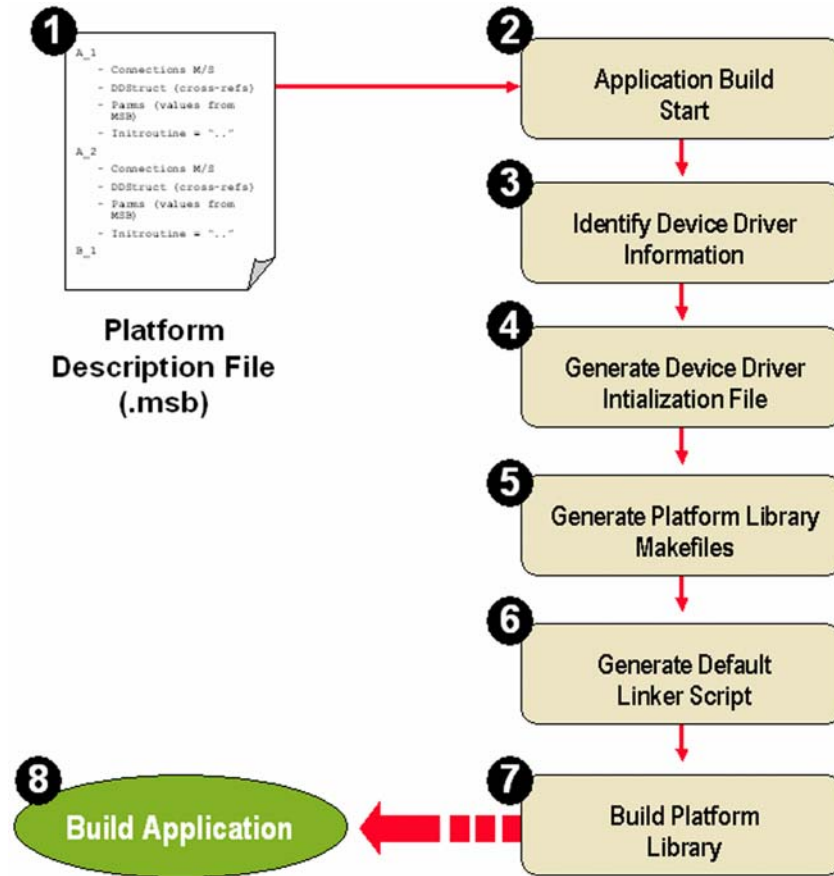 1
A_1
- Connections M/S
- DDStruct (cross-refs)
- Parms (values from
MSB)
- Initroutine = "..."
A_2
- Connections M/S
- DDStruct (cross-refs)
- Parms (values from
MSB)
- Initroutine = ".."
B_1
Platform
Description File
(.msb)
2
Application Build
Start
3
Identify Device Driver
Information
4
Generate Device Driver
Intialization File
5
Generate Platform Library
Makefiles
6
Generate Default
Linker Script
7
Build Platform
Library
8
Build Application